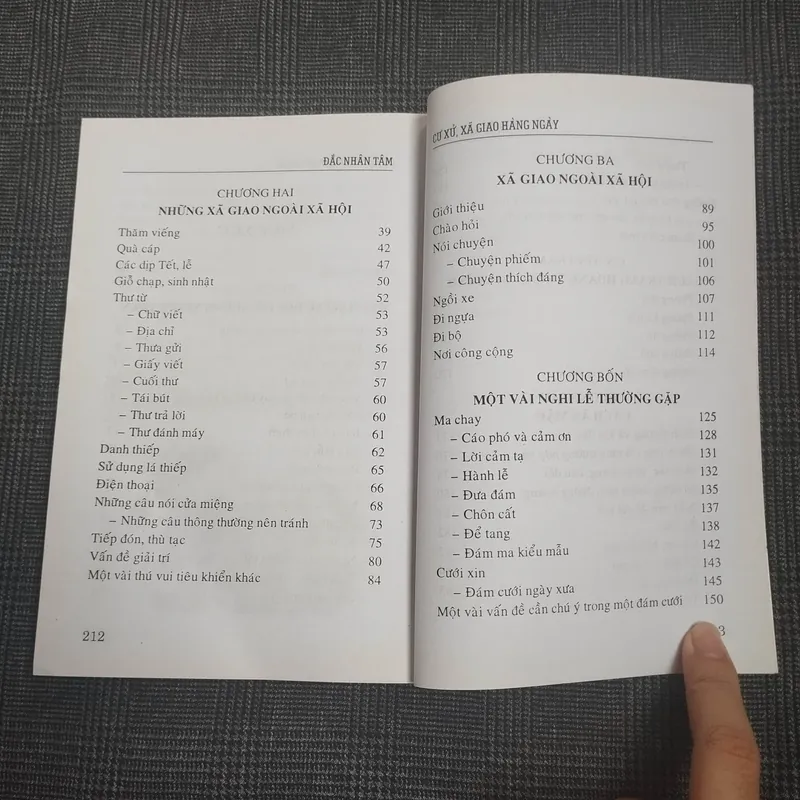 ĐẮC NHÂN TÂM
CHƯƠNG HAI
NHỮNG XÃ GIAO NGOÀI XÃ HỘI
Thăm viếng 39
Quà cáp 42
Các dịp Tết, lễ 47
Giỗ chạp, sinh nhật 50
Thư từ 52
– Chữ viết 53
– Địa chỉ 53
– Thưa gửi 56
– Giấy viết 57
– Cuối thư 57
– Tái bút 60
– Thư trả lời 60
– Thư đánh máy 61
Danh thiếp 62
Sử dụng lá thiếp 65
Điện thoại 66
Những câu nói cửa miệng 68
– Những câu thông thường nên tránh 73
Tiếp đón, thù tạc 75
Vấn đề giải trí 80
Một vài thú vui tiêu khiển khác 84
212
CƯ XỬ, XÃ GIAO HÀNG NGÀY
CHƯƠNG BA
XÃ GIAO NGOÀI XÃ HỘI
Giới thiệu 89
Chào hỏi 95
Nói chuyện 100
– Chuyện phiếm 101
– Chuyện thích đáng 106
Ngồi xe 107
Đi ngựa 111
Đi bộ 112
Nơi công cộng 114
CHƯƠNG BỐN
MỘT VÀI NGHI LỄ THƯỜNG GẶP
Ma chay 125
– Cáo phó và cảm ơn 128
– Lời cảm tạ 131
– Hành lễ 132
– Đưa đám 135
– Chôn cất 137
– Để tang 138
– Đám ma kiểu mẫu 142
Cưới xin 143
– Đám cưới ngày xưa 145
Một vài vấn đề cần chú ý trong một đám cưới 150
3